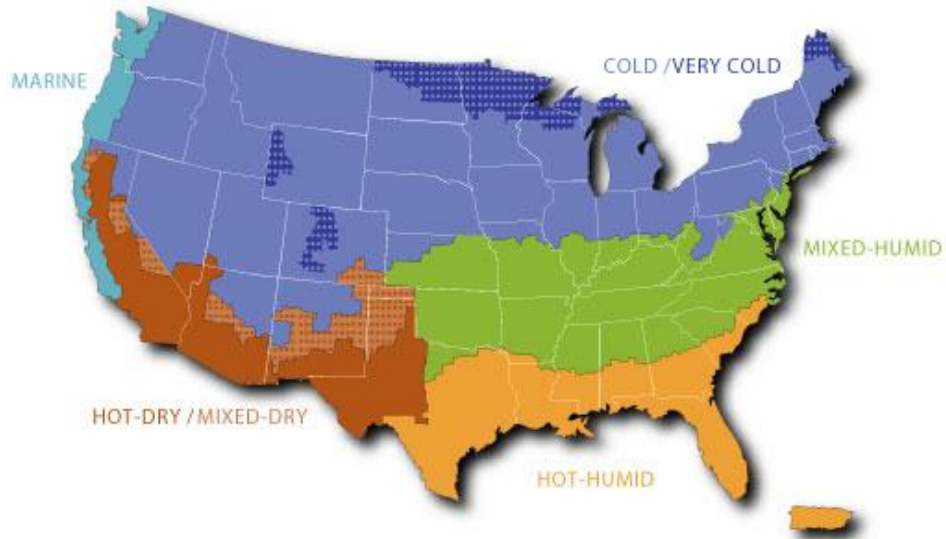 COLD /VERY COLD
MARINE
MIXED-HUMID
HOT-DRY /MIXED-DRY
HOT-HUMID